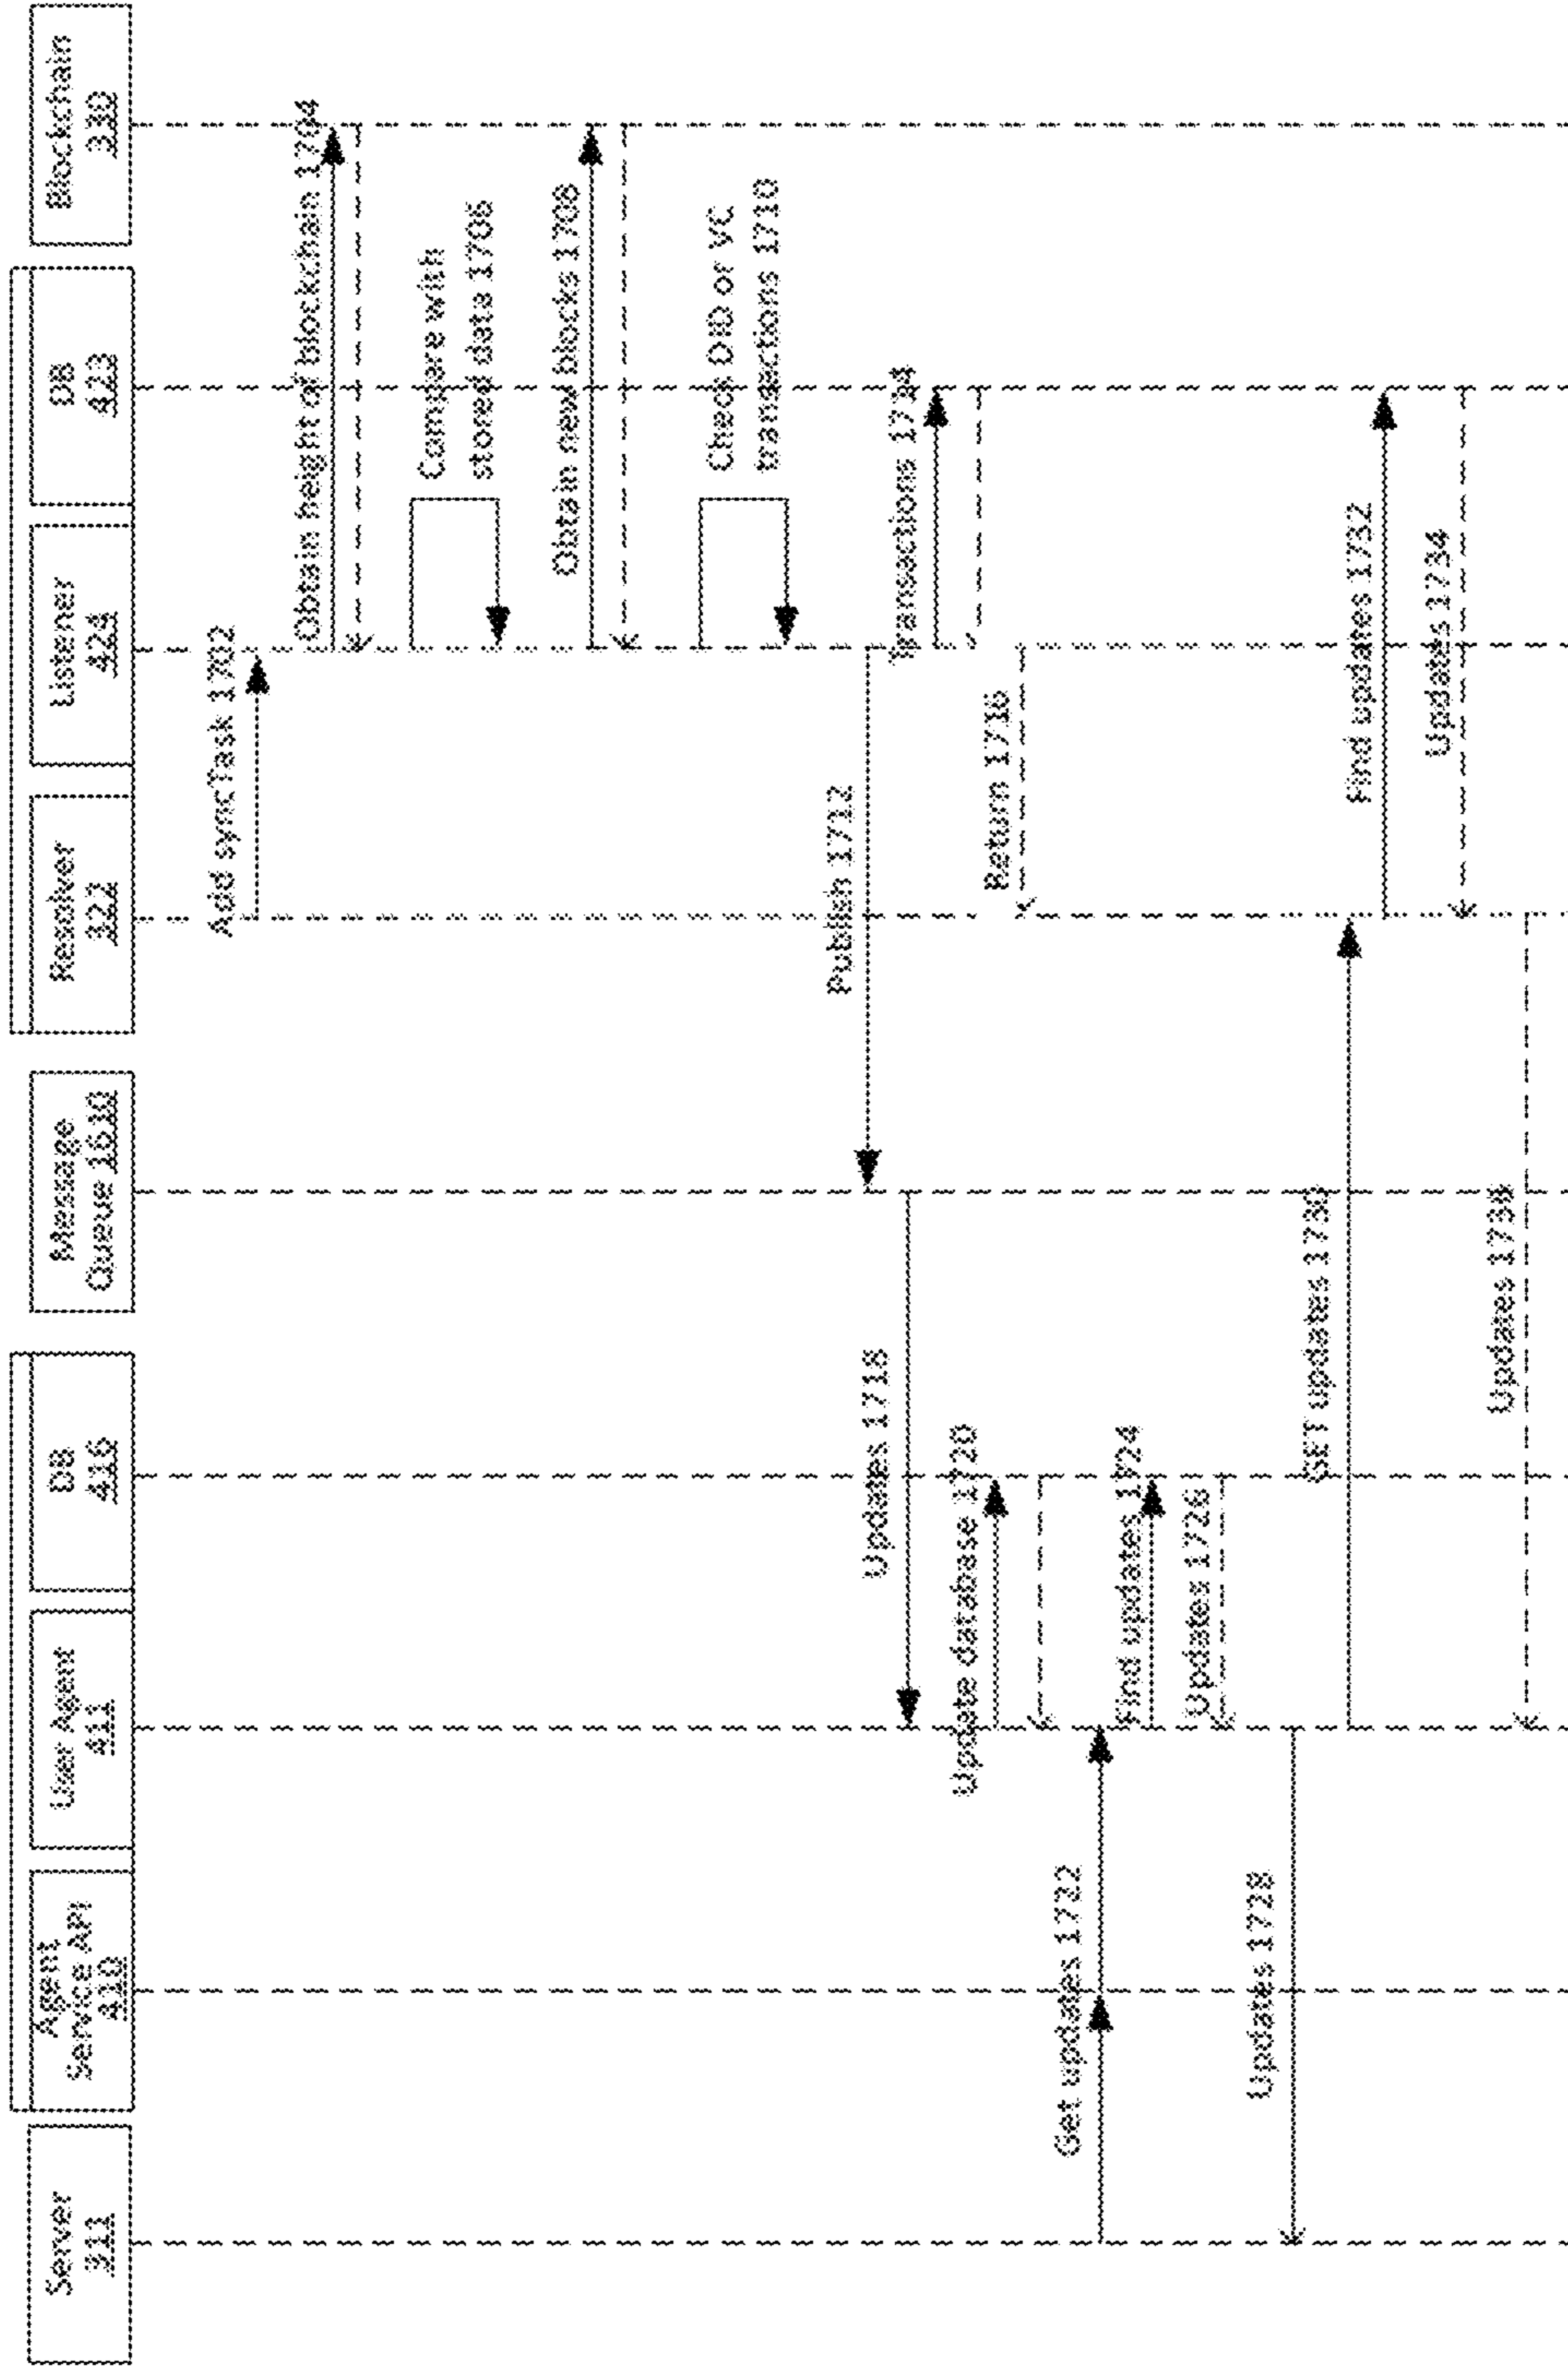 Server
311
Agent
Service API
410
User Agent
411
DB
416
Message
Queue 1610
Resolver
322
Listener
424
DB
423
Blockchain
330
Add syncTask 1702
Obtain height of blockchain 1704
Compare with
stored data 1706
Obtain new blocks 1708
Check DID or VC
transactions 1710
Publish 1712
Transactions 1714
Return 1716
Updates 1718
Update database 1720
Get updates 1722
Find updates 1724
Updates 1726
Updates 1728
GET updates 1730
Find updates 1732
Updates 1734
Updates 1736